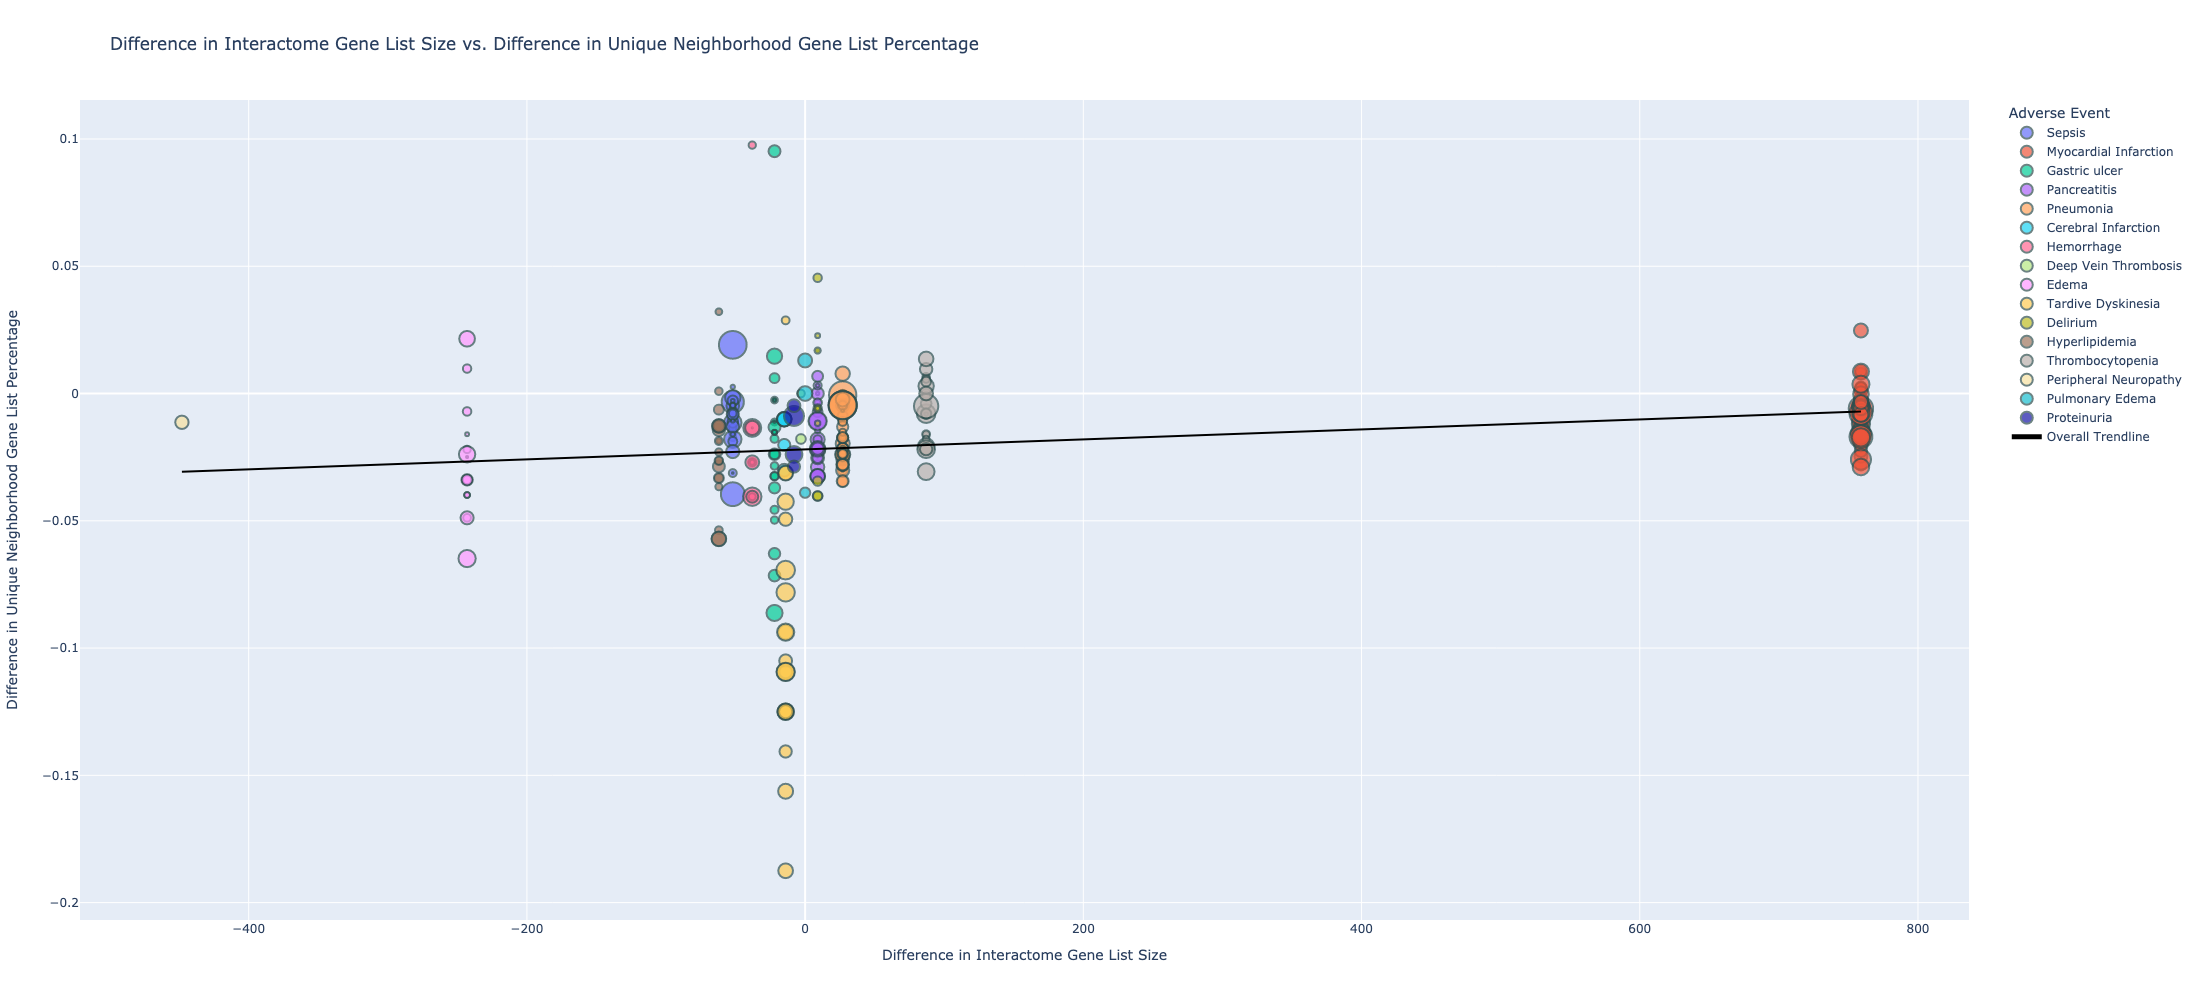 Difference in Interactome Gene List Size vs. Difference in Unique Neighborhood Gene List Percentage
Difference in Unique Neighborhood Gene List Percentage
0.1
0.05
0
−0.05
−0.1
−0.15
−0.2
−400
−200
0
200
400
600
800
Difference in Interactome Gene List Size
Adverse Event
Sepsis
Myocardial Infarction
Gastric ulcer
Pancreatitis
Pneumonia
Cerebral Infarction
Hemorrhage
Deep Vein Thrombosis
Edema
Tardive Dyskinesia
Delirium
Hyperlipidemia
Thrombocytopenia
Peripheral Neuropathy
Pulmonary Edema
Proteinuria
Overall Trendline